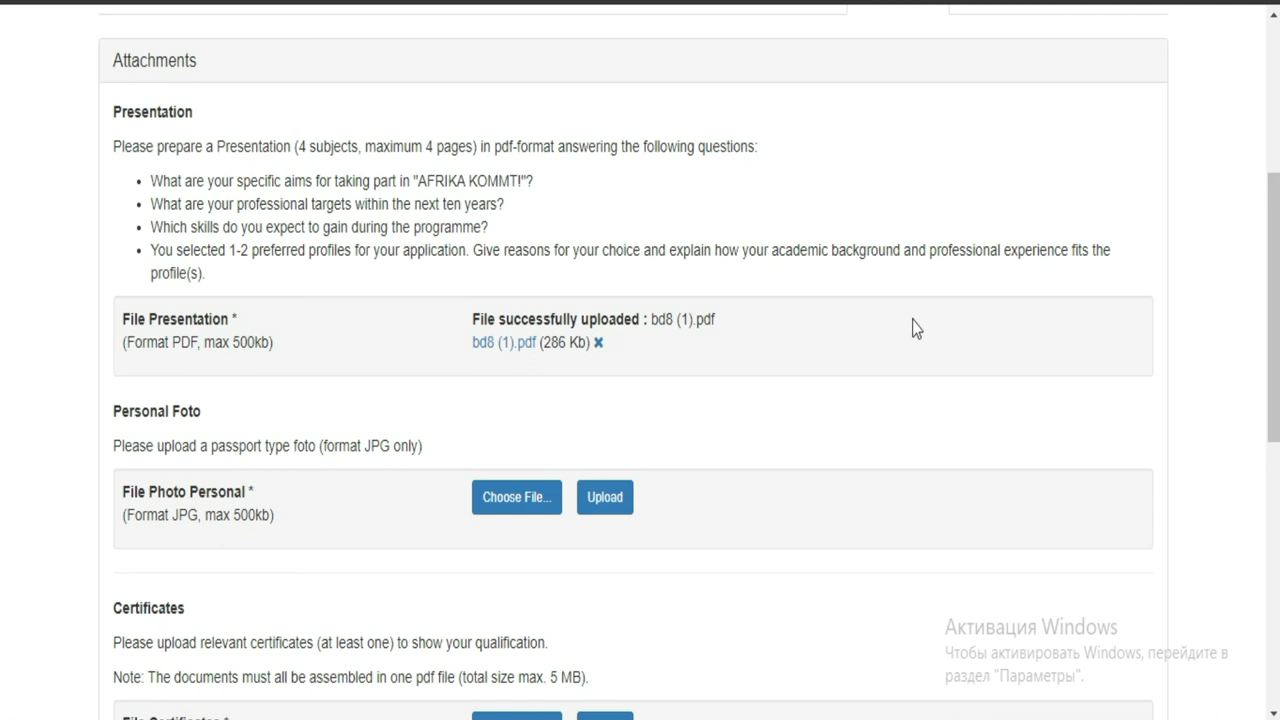 Attachments
Presentation
Please prepare a Presentation (4 subjects, maximum 4 pages) in pdf-format answering the following questions:
• What are your specific aims for taking part in "AFRIKA KOMMT!"?
• What are your professional targets within the next ten years?
• Which skills do you expect to gain during the programme?
• You selected 1-2 preferred profiles for your application. Give reasons for your choice and explain how your academic background and professional experience fits the
profile(s).
File Presentation *
(Format PDF, max 500kb)
File successfully uploaded : bd8 (1).pdf
bd8 (1).pdf (286 Kb) ✖
Personal Foto
Please upload a passport type foto (format JPG only)
File Photo Personal *
(Format JPG, max 500kb)
Choose File...
Upload
Certificates
Please upload relevant certificates (at least one) to show your qualification.
Note: The documents must all be assembled in one pdf file (total size max. 5 MB).
File Certificates *
Активация Windows
Чтобы активировать Windows, перейдите в
раздел "Параметры".